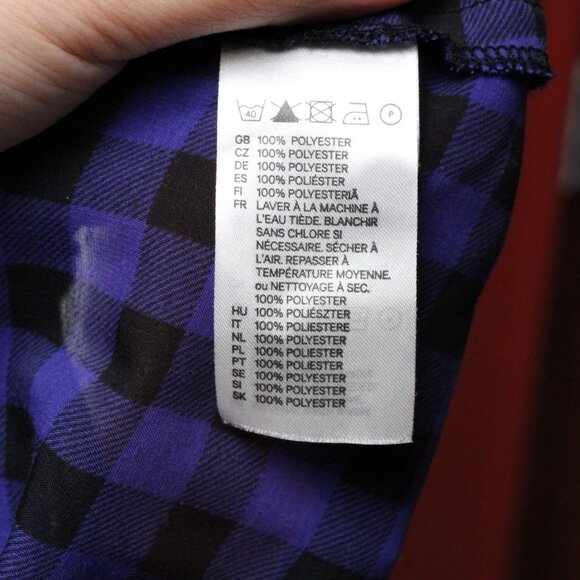 40 P
GB 100% POLYESTER
CZ 100% POLYESTER
DE 100% POLYESTER
ES 100% POLIÉSTER
FI 100% POLYESTERIÄ
FR LAVER À LA MACHINE À
L'EAU TIÈDE. BLANCHIR
SANS CHLORE SI
NÉCESSAIRE. SÉCHER À
L'AIR. REPASSER À
TEMPÉRATURE MOYENNE.
OU NETTOYAGE À SEC.
100% POLYESTER
HU 100% POLIÉSZTER
IT 100% POLIESTERE
NL 100% POLYESTER
PL 100% POLIESTER
PT 100% POLIESTER
SE 100% POLYESTER
SI 100% POLYESTER
SK 100% POLYESTER